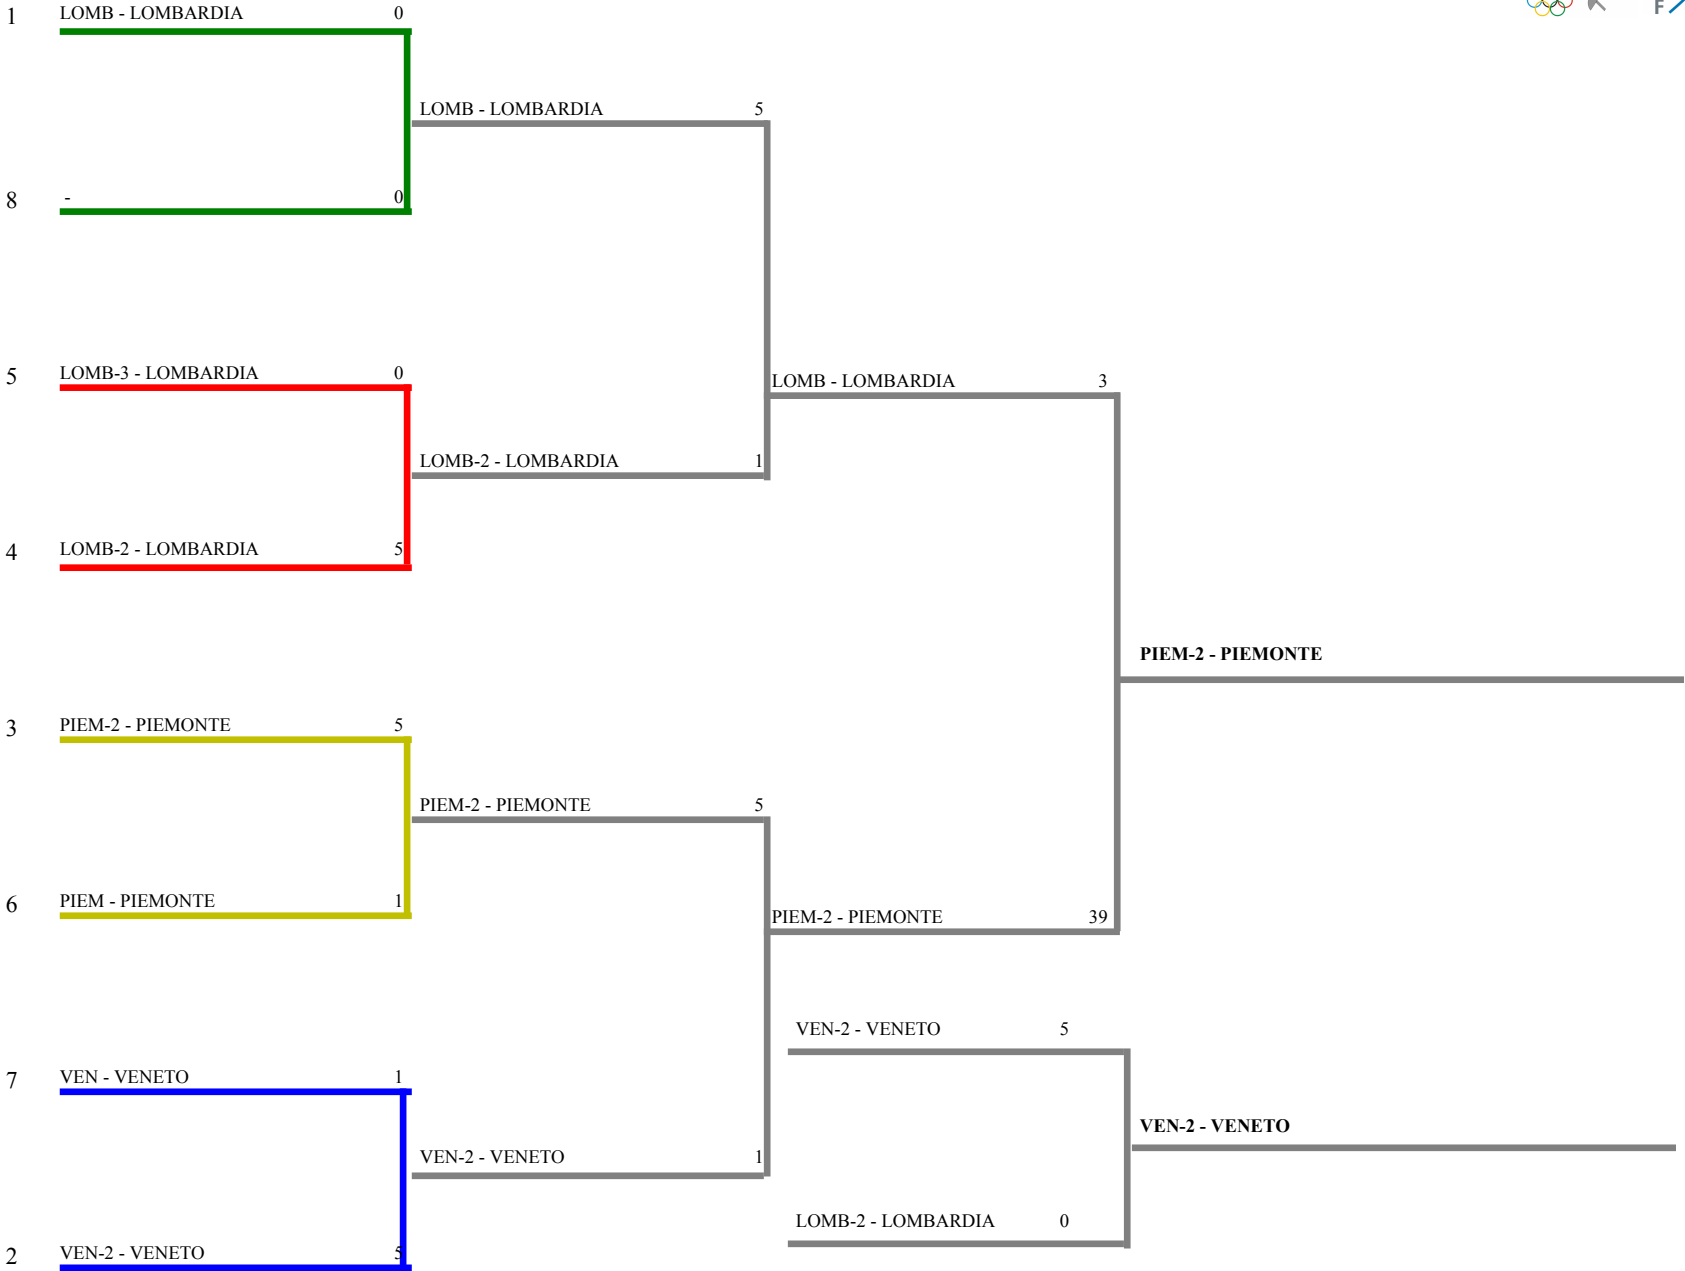 1 LOMB - LOMBARDIA 0
F
LOMB - LOMBARDIA 5
8 - 0
5 LOMB-3 - LOMBARDIA 0
LOMB - LOMBARDIA 3
LOMB-2 - LOMBARDIA 1
4 LOMB-2 - LOMBARDIA 5
PIEM-2 - PIEMONTE
3 PIEM-2 - PIEMONTE 5
PIEM-2 - PIEMONTE 5
6 PIEM - PIEMONTE 1
PIEM-2 - PIEMONTE 39
VEN-2 - VENETO 5
7 VEN - VENETO 1
VEN-2 - VENETO
VEN-2 - VENETO 1
LOMB-2 - LOMBARDIA 0
2 VEN-2 - VENETO 5